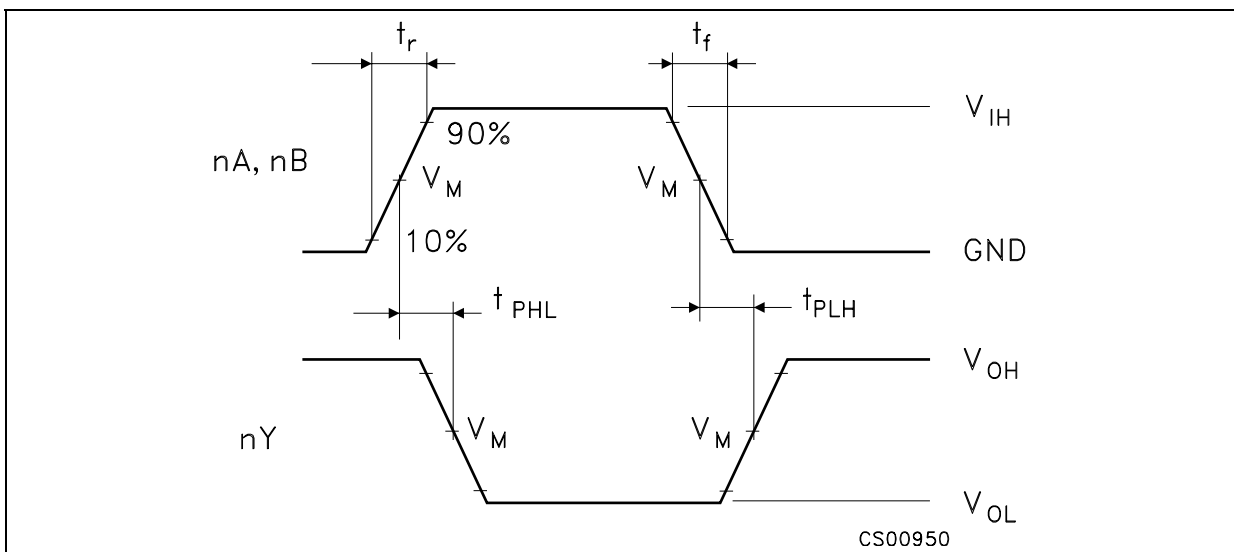 tr tf
VIH
90%
nA, nB VM VM
10% GND
tPHL tPLH
VOH
nY VM VM
VOL
CS00950